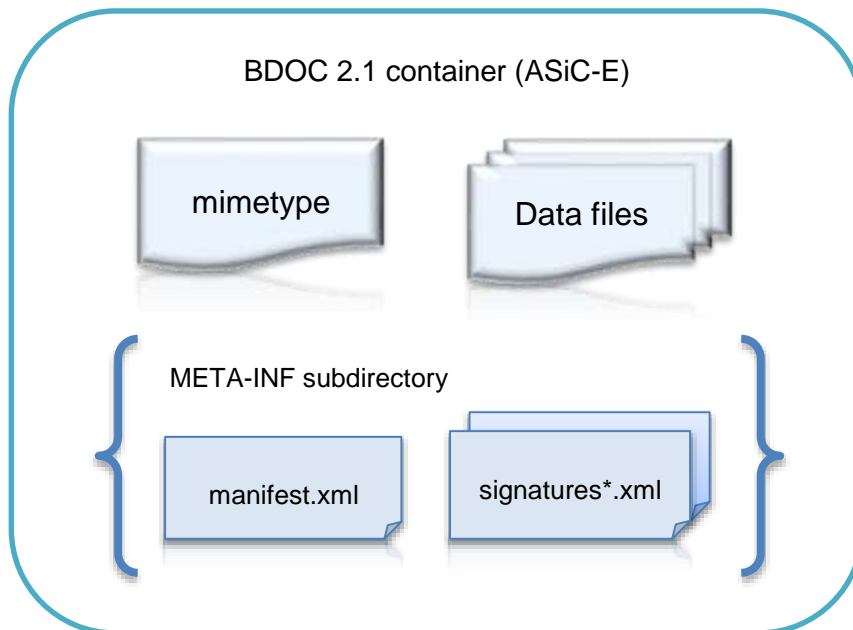 BDOC 2.1 container (ASiC-E)
mimetype
Data files
META-INF subdirectory
manifest.xml
signatures*.xml